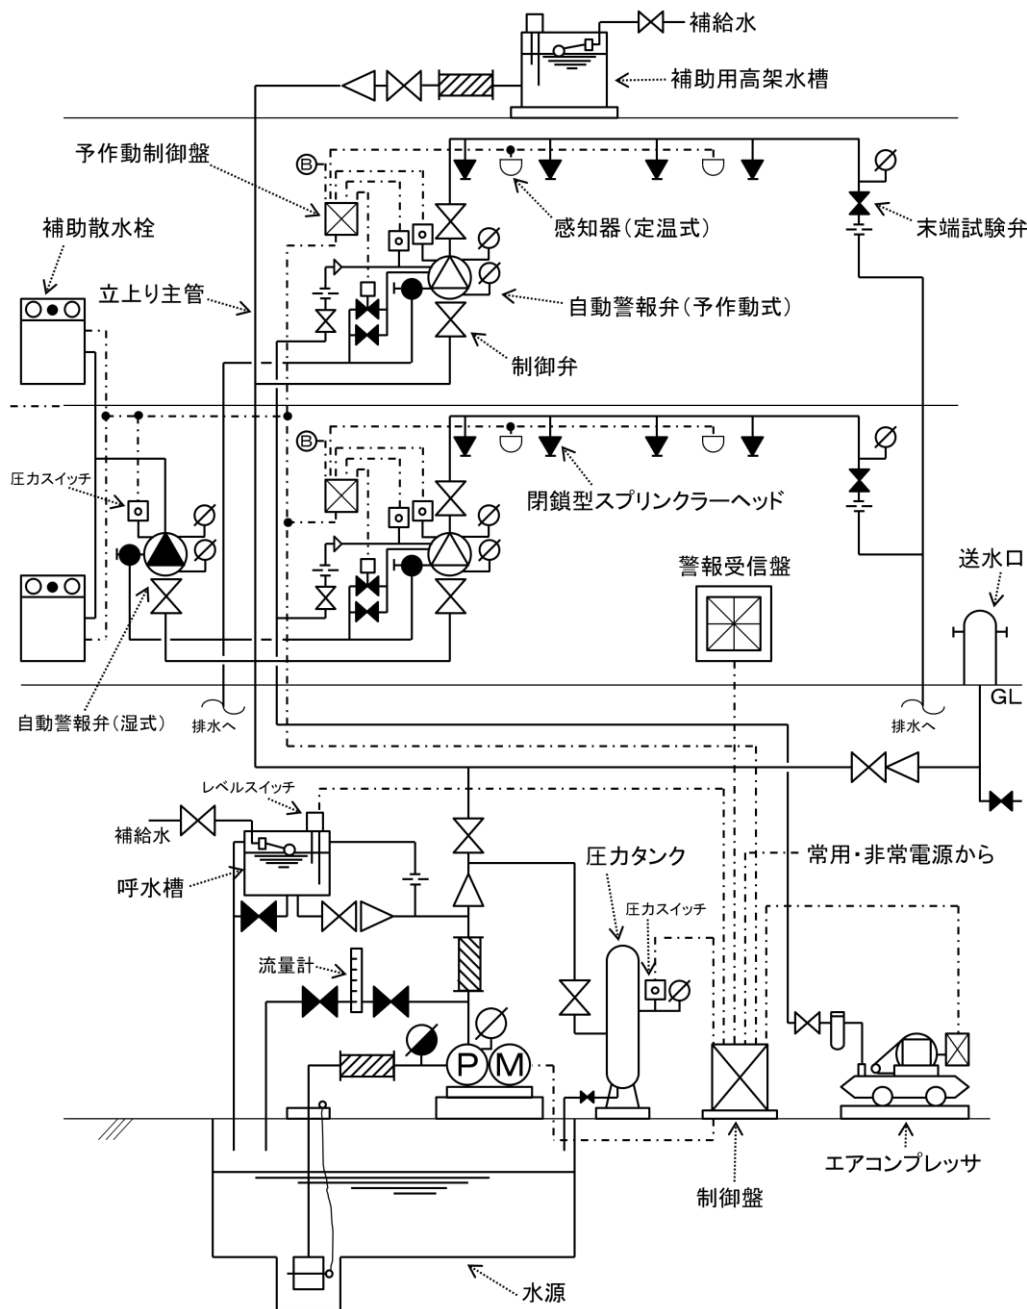 補給水
補助用高架水槽
予作動制御盤
B
感知器(定温式)
末端試験弁
補助散水栓
立上り主管
自動警報弁(予作動式)
制御弁
B
圧力スイッチ
閉鎖型スプリンクラーヘッド
警報受信盤
送水口
GL
自動警報弁(湿式)
排水へ
排水へ
レベルスイッチ
補給水
呼水槽
圧力タンク
常用・非常電源から
圧力スイッチ
流量計
P
M
エアコンプレッサ
制御盤
水源